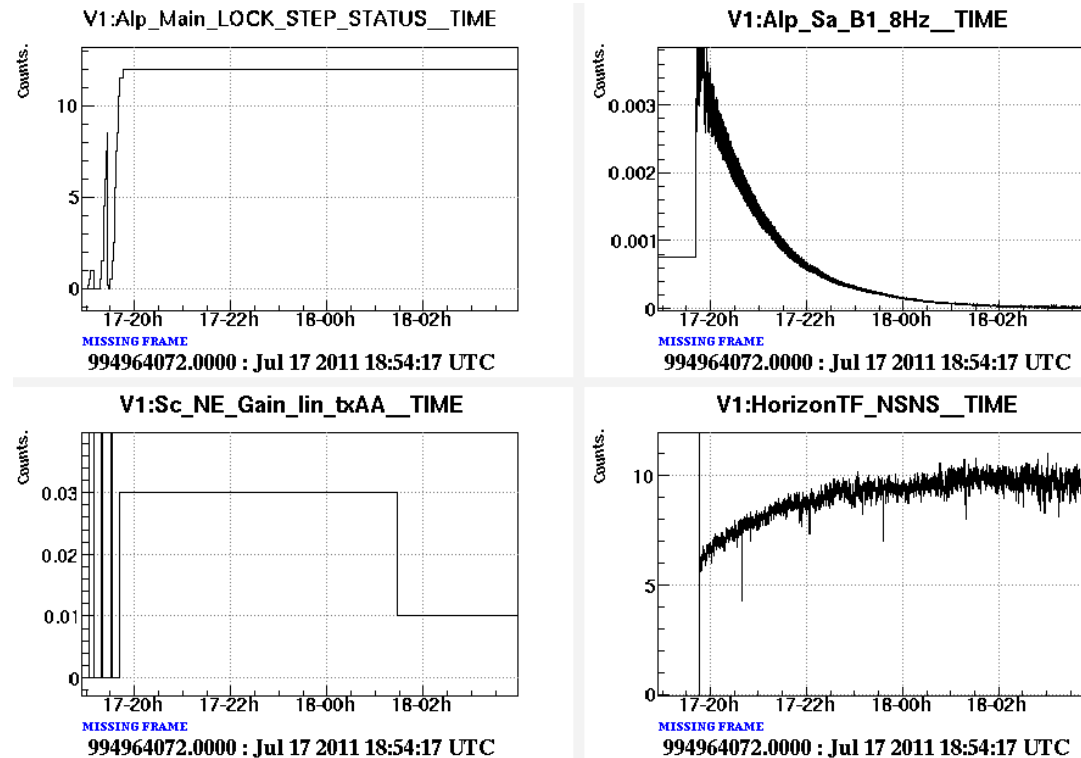 V1:Alp_Main_LOCK_STEP_STATUS__TIME
Counts.
10
5
0
17-20h 17-22h 18-00h 18-02h
MISSING FRAME
994964072.0000 : Jul 17 2011 18:54:17 UTC
V1:Alp_Sa_B1_8Hz__TIME
Counts.
0.003
0.002
0.001
0
17-20h 17-22h 18-00h 18-02h
MISSING FRAME
994964072.0000 : Jul 17 2011 18:54:17 UTC
V1:Sc_NE_Gain_lin_txAA__TIME
Counts.
0.03
0.02
0.01
0
17-20h 17-22h 18-00h 18-02h
MISSING FRAME
994964072.0000 : Jul 17 2011 18:54:17 UTC
V1:HorizonTF_NSNS__TIME
Counts.
10
5
0
17-20h 17-22h 18-00h 18-02h
MISSING FRAME
994964072.0000 : Jul 17 2011 18:54:17 UTC